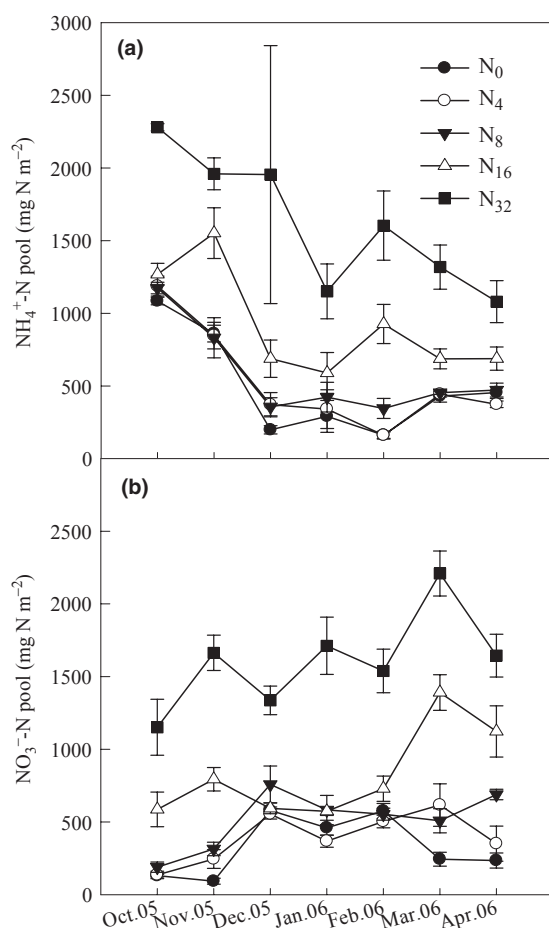 3000
(a)
2500
2000
1500
1000
500
0
NH₄⁺-N pool (mg N m⁻²)
N₀
N₄
N₈
N₁₆
N₃₂
(b)
2500
2000
1500
1000
500
0
NO₃⁻-N pool (mg N m⁻²)
Oct.05 Nov.05 Dec.05 Jan.06 Feb.06 Mar.06 Apr.06